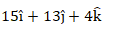 15î + 13ĵ + 4k̂